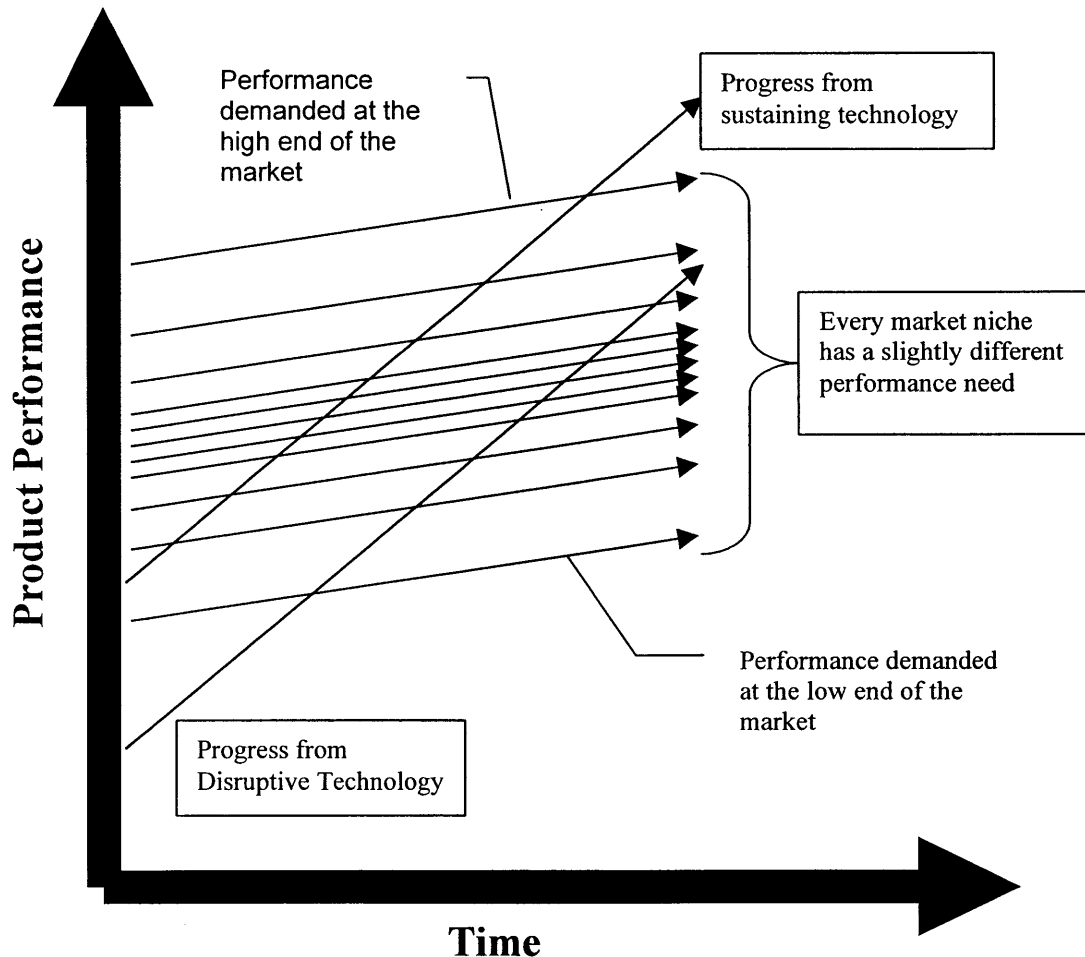 Performance
demanded at the
high end of the
market
Progress from
sustaining technology
Product Performance
Every market niche
has a slightly different
performance need
Performance demanded
at the low end of the
market
Progress from
Disruptive Technology
Time